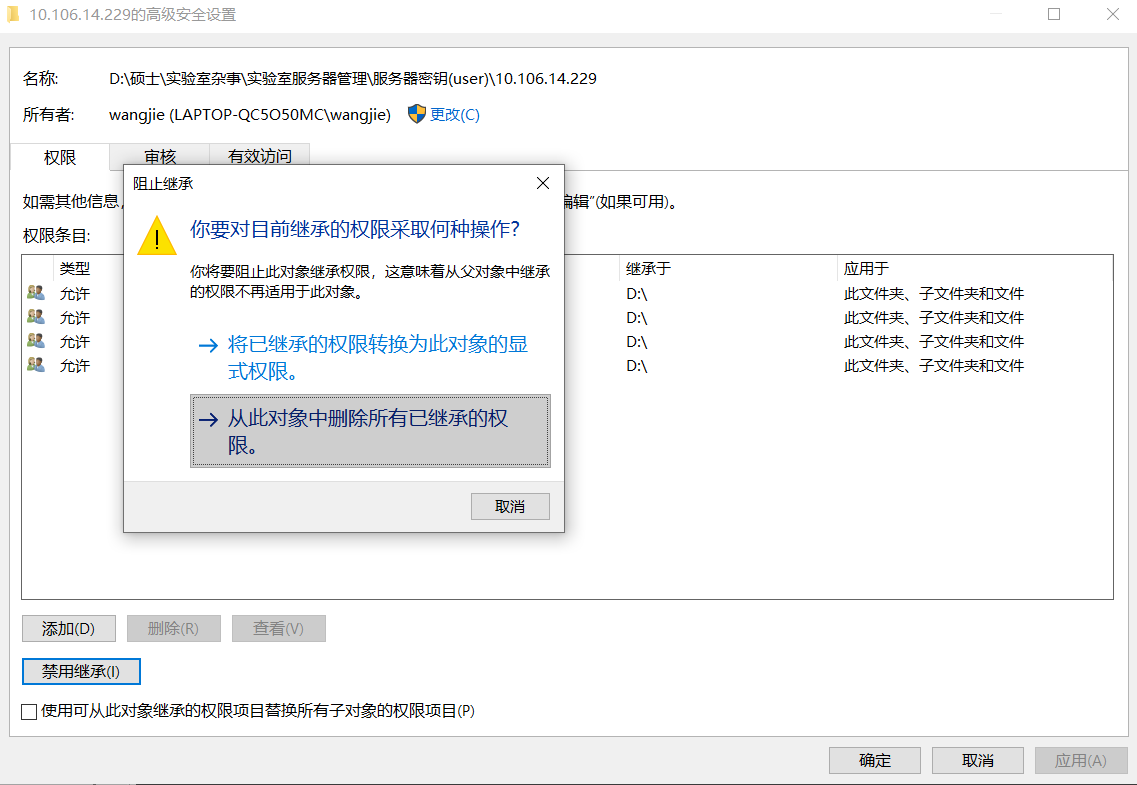 10.106.14.229的高级安全设置
名称:
D:\硕士\实验室杂事\实验室服务器管理\服务器密钥(user)\10.106.14.229
所有者:
wangjie (LAPTOP-QC5O50MC\wangjie)
更改(C)
权限
审核
有效访问
如需其他信息，
编辑"(如果可用)。
权限条目:
类型
继承于
应用于
允许
D:\
此文件夹、子文件夹和文件
允许
D:\
此文件夹、子文件夹和文件
允许
D:\
此文件夹、子文件夹和文件
允许
D:\
此文件夹、子文件夹和文件
阻止继承
你要对目前继承的权限采取何种操作?
你将要阻止此对象继承权限，这意味着从父对象中继承
的权限不再适用于此对象。
将已继承的权限转换为此对象的显
式权限。
从此对象中删除所有已继承的权
限。
取消
添加(D)
删除(R)
查看(V)
禁用继承(I)
使用可从此对象继承的权限项目替换所有子对象的权限项目(P)
确定
取消
应用(A)